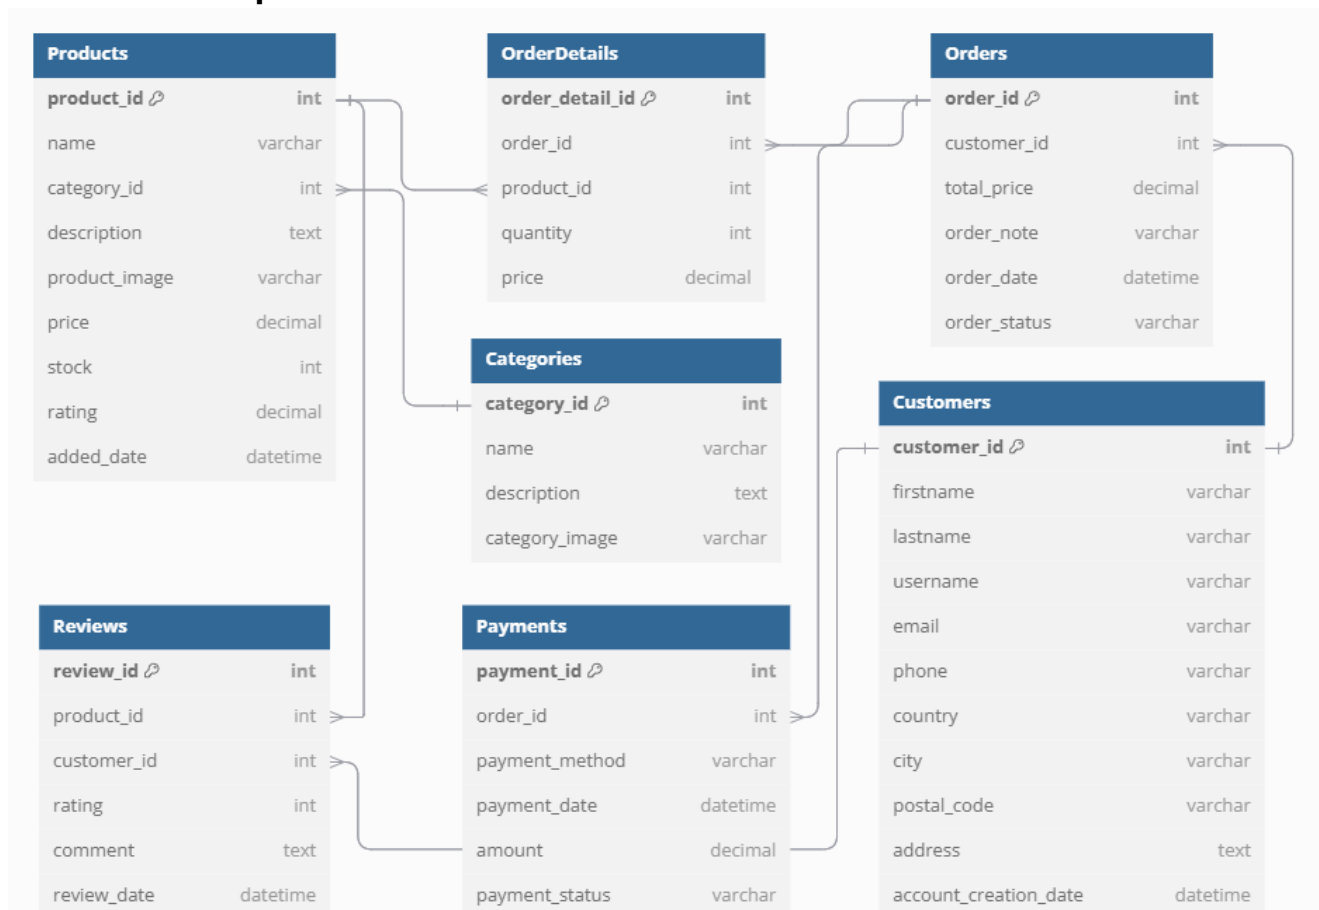 Products
product_id int
name varchar
category_id int
description text
product_image varchar
price decimal
stock int
rating decimal
added_date datetime
OrderDetails
order_detail_id int
order_id int
product_id int
quantity int
price decimal
Orders
order_id int
customer_id int
total_price decimal
order_note varchar
order_date datetime
order_status varchar
Categories
category_id int
name varchar
description text
category_image varchar
Customers
customer_id int
firstname varchar
lastname varchar
username varchar
email varchar
phone varchar
country varchar
city varchar
postal_code varchar
address text
account_creation_date datetime
Reviews
review_id int
product_id int
customer_id int
rating int
comment text
review_date datetime
Payments
payment_id int
order_id int
payment_method varchar
payment_date datetime
amount decimal
payment_status varchar